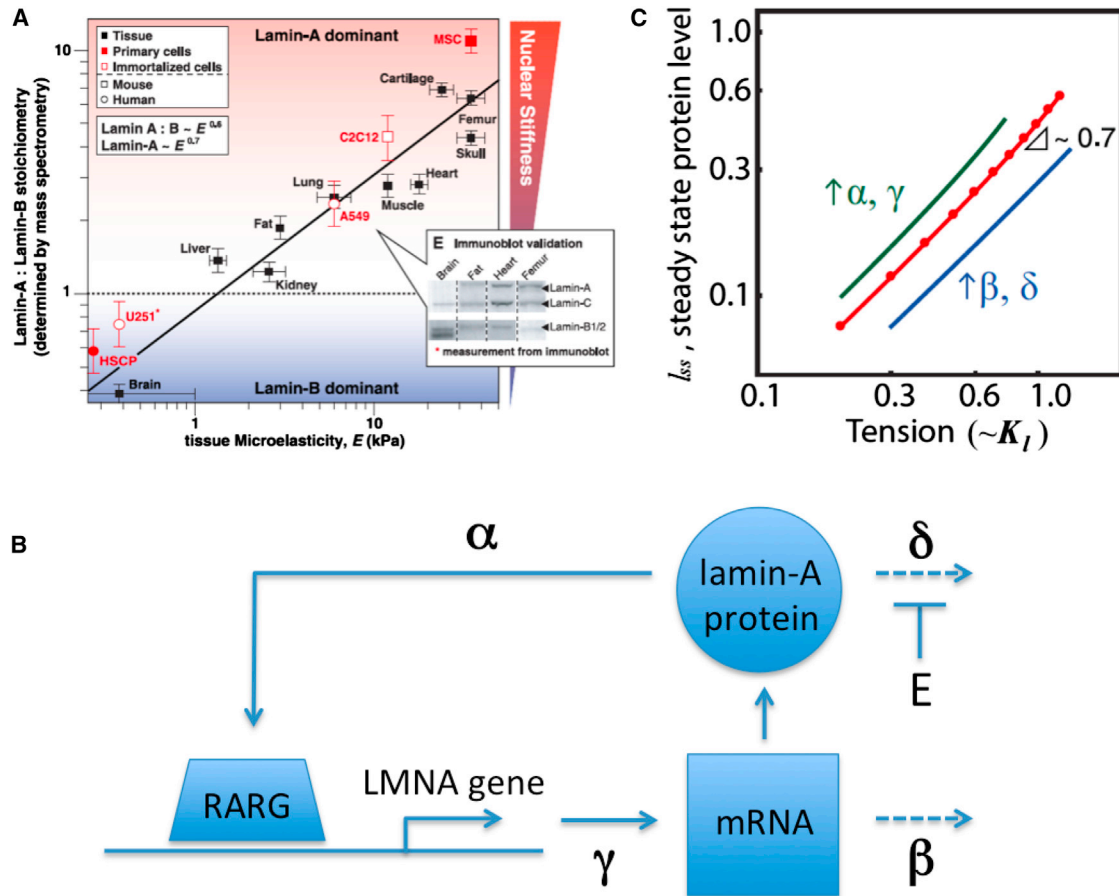 A
Tissue
Primary cells
Immortalized cells
Mouse
Human
Lamin A : B ~ E^0.6
Lamin-A ~ E^0.7
Lamin-A dominant
MSC
Cartilage
Femur
Skull
C2C12
Heart
Muscle
Lung
A549
Fat
Liver
Kidney
U251*
HSCP
Brain
Lamin-B dominant
E Immunoblot validation
Brain Fat Heart Femur
Lamin-A
Lamin-C
Lamin-B1/2
* measurement from immunoblot
Nuclear Stiffness
10
1
Lamin-A : Lamin-B stoichiometry
(determined by mass spectrometry)
1 10
tissue Microelasticity, E (kPa)
C
1.0
0.3
0.1
lss , steady state protein level
~ 0.7
↑α, γ
↑β, δ
0.1 0.3 0.6 1.0
Tension (~Kl)
B
α
lamin-A
protein
δ
E
RARG
LMNA gene
γ
mRNA
β